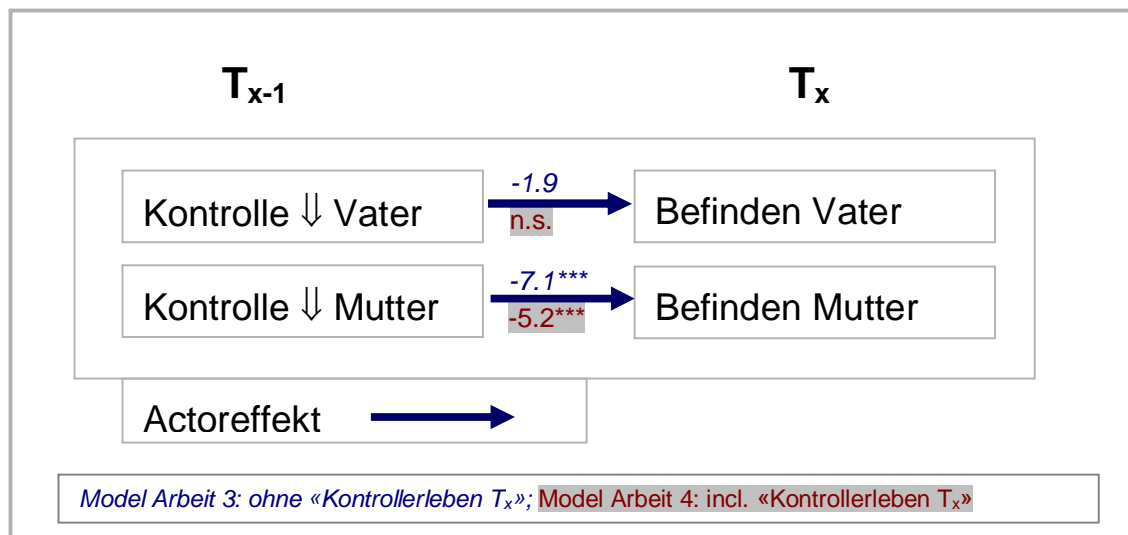 Tx-1 Tx
Kontrolle ⇓ Vater
-1.9
n.s.
Befinden Vater
Kontrolle ⇓ Mutter
-7.1***
-5.2***
Befinden Mutter
Actoreffekt
Model Arbeit 3: ohne «Kontrollerleben Tx»; Model Arbeit 4: incl. «Kontrollerleben Tx»